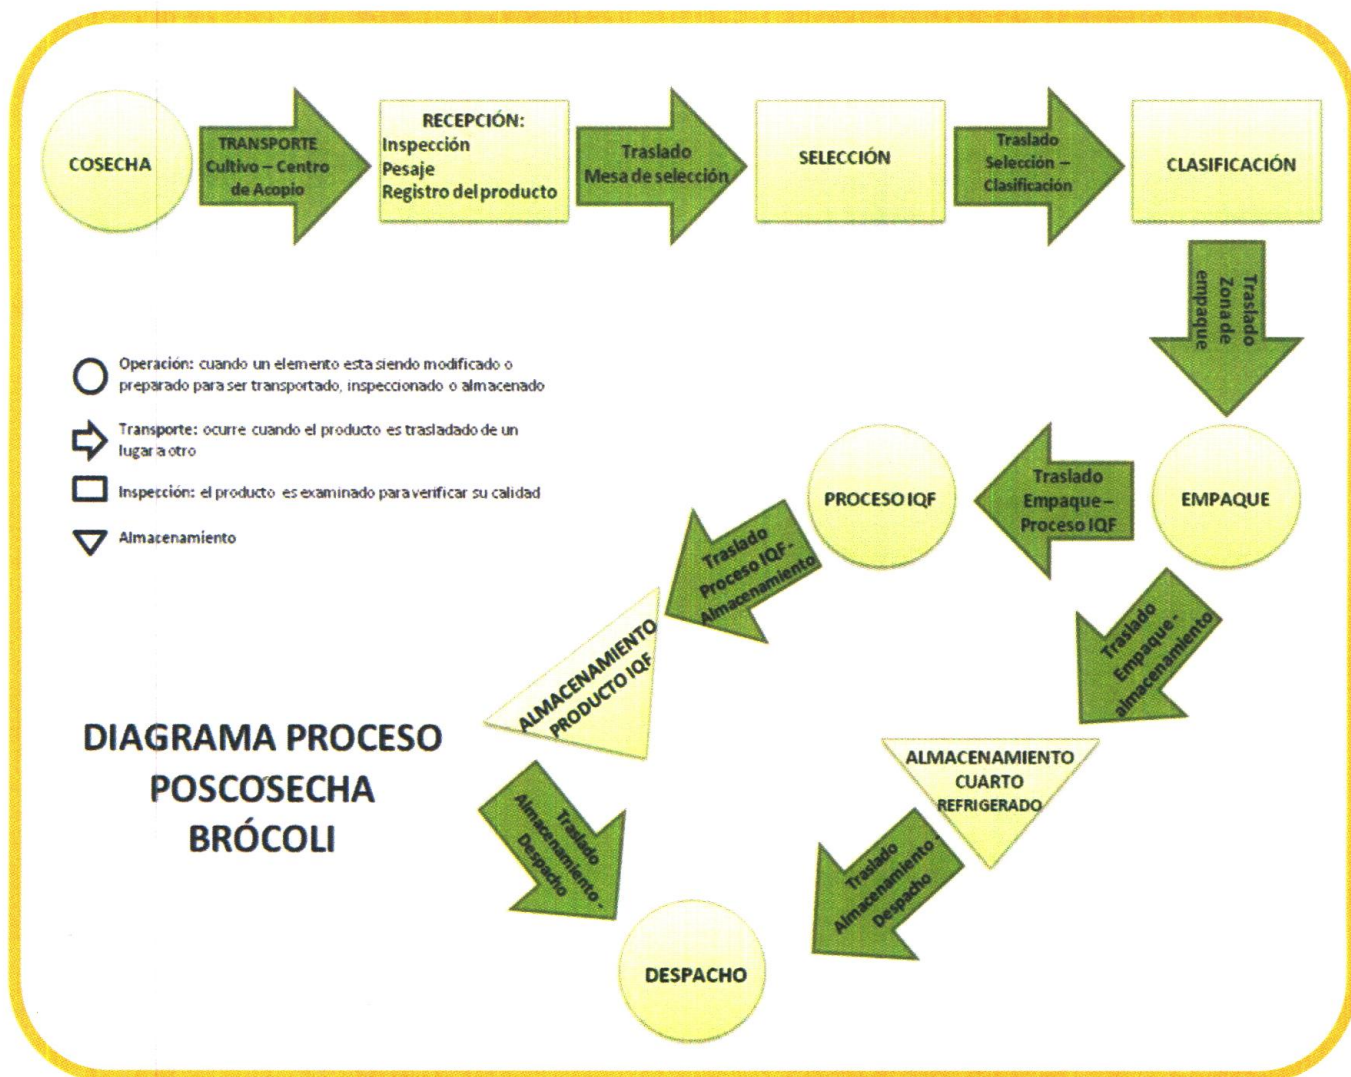 COSECHA
TRANSPORTE
Cultivo – Centro
de Acopio
RECEPCIÓN:
Inspección
Pesaje
Registro del producto
Traslado
Mesa de selección
SELECCIÓN
Traslado
Selección –
Clasificación
CLASIFICACIÓN
Traslado
Zona de
empaque
Operación: cuando un elemento esta siendo modificado o
preparado para ser transportado, inspeccionado o almacenado
Transporte: ocurre cuando el producto es trasladado de un
lugar a otro
Inspección: el producto es examinado para verificar su calidad
Almacenamiento
EMPAQUE
Traslado
Empaque –
Proceso IQF
PROCESO IQF
Traslado
Proceso IQF-
Almacenamiento
Traslado
Empaque -
almacenamiento
ALMACENAMIENTO
PRODUCTO IQF
ALMACENAMIENTO
CUARTO
REFRIGERADO
DIAGRAMA PROCESO
POSCOSECHA
BRÓCOLI
Traslado
Almacenamiento -
Despacho
Traslado
Almacenamiento -
Despacho
DESPACHO